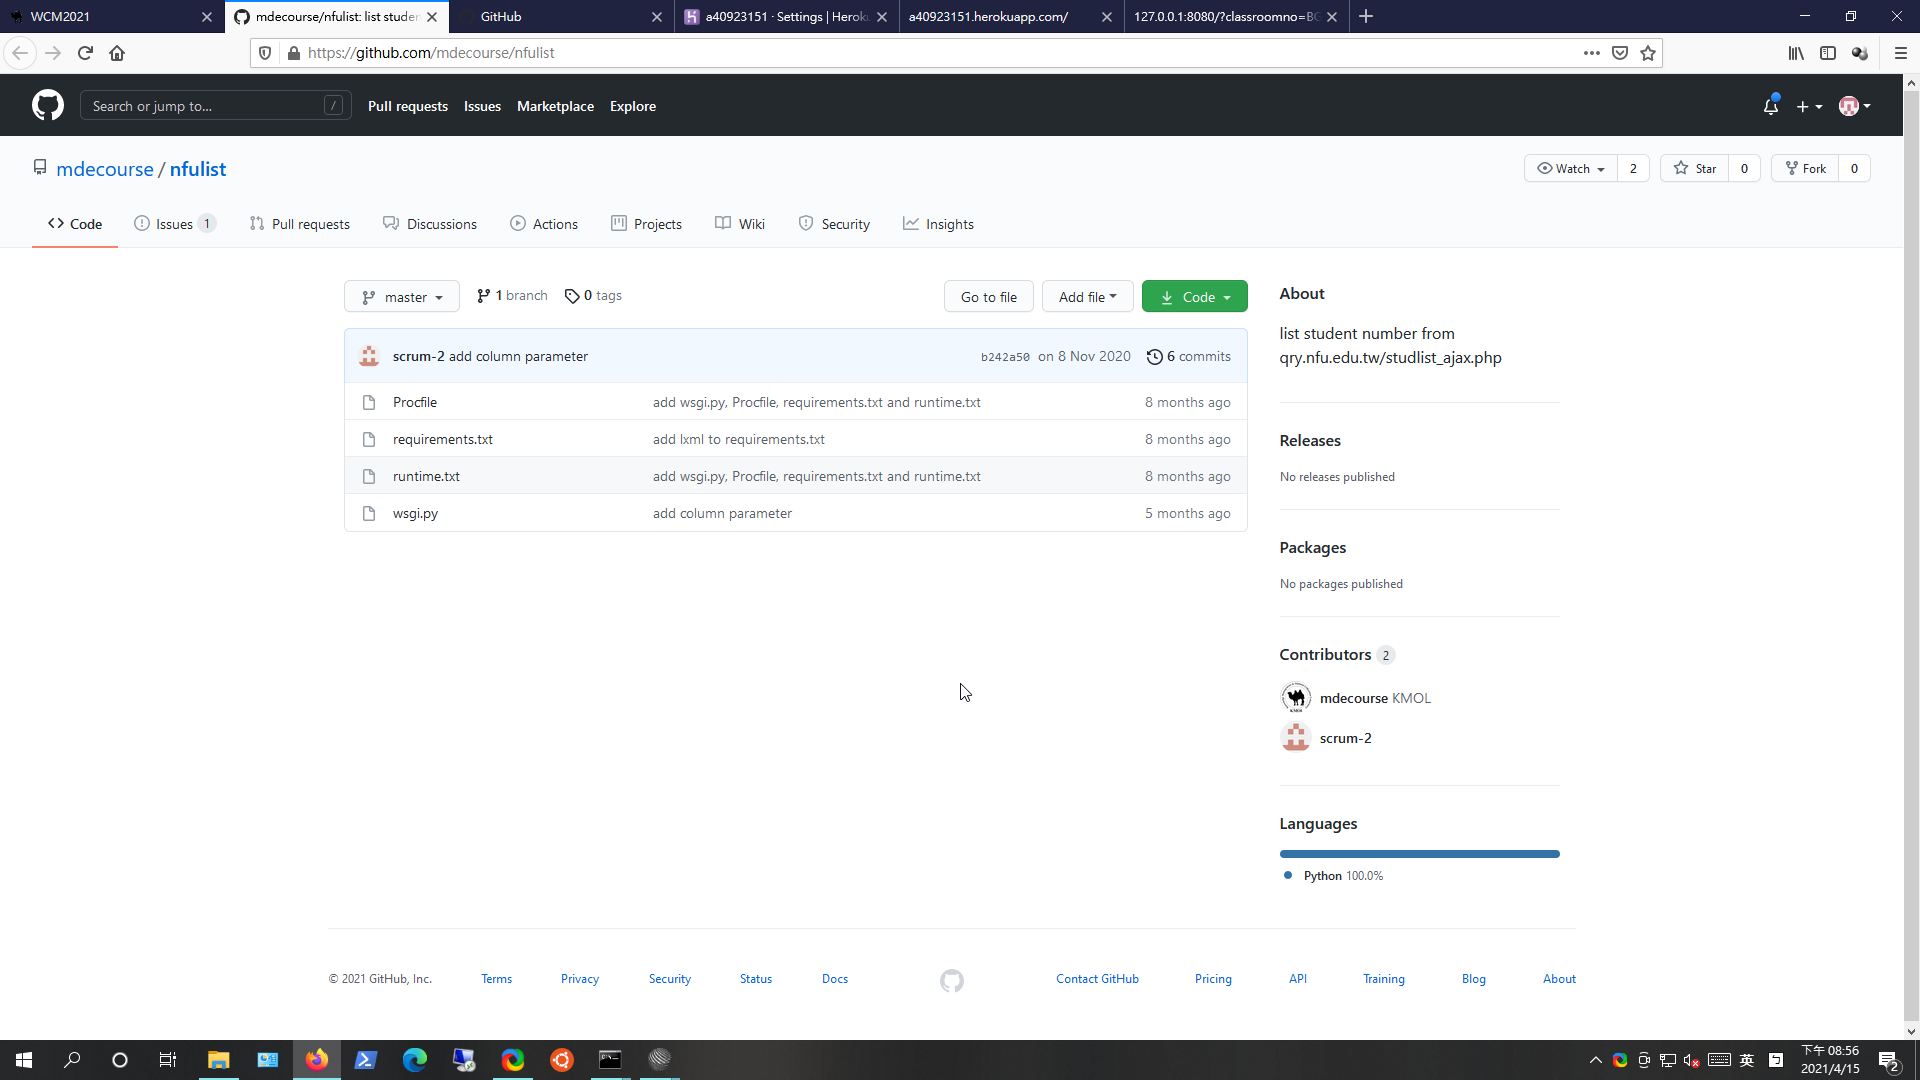 WCM2021
mdecourse/nfulist: list studen
GitHub
a40923151 · Settings | Heroku
a40923151.herokuapp.com/
127.0.0.1:8080/?classroomno=BG
https://github.com/mdecourse/nfulist
Search or jump to... /
Pull requests Issues Marketplace Explore
mdecourse / nfulist
Watch 2 Star 0 Fork 0
Code Issues 1 Pull requests Discussions Actions Projects Wiki Security Insights
master 1 branch 0 tags Go to file Add file Code
scrum-2 add column parameter b242a50 on 8 Nov 2020 6 commits
Procfile add wsgi.py, Procfile, requirements.txt and runtime.txt 8 months ago
requirements.txt add lxml to requirements.txt 8 months ago
runtime.txt add wsgi.py, Procfile, requirements.txt and runtime.txt 8 months ago
wsgi.py add column parameter 5 months ago
About
list student number from
qry.nfu.edu.tw/studlist_ajax.php
Releases
No releases published
Packages
No packages published
Contributors 2
mdecourse KMOL
scrum-2
Languages
Python 100.0%
© 2021 GitHub, Inc. Terms Privacy Security Status Docs Contact GitHub Pricing API Training Blog About
英
下午 08:56
2021/4/15
2